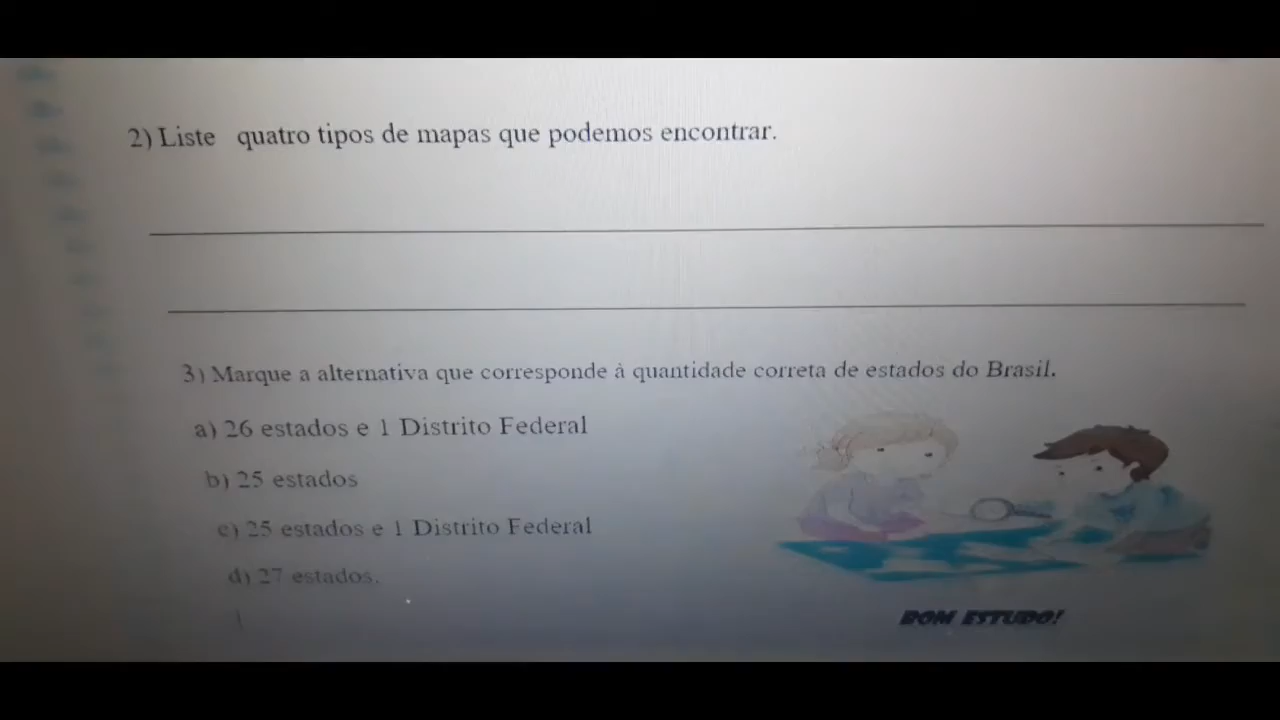 2) Liste quatro tipos de mapas que podemos encontrar.
3) Marque a alternativa que corresponde à quantidade correta de estados do Brasil.
a) 26 estados e 1 Distrito Federal
b) 25 estados
c) 25 estados e 1 Distrito Federal
d) 27 estados.
BOM ESTUDO!